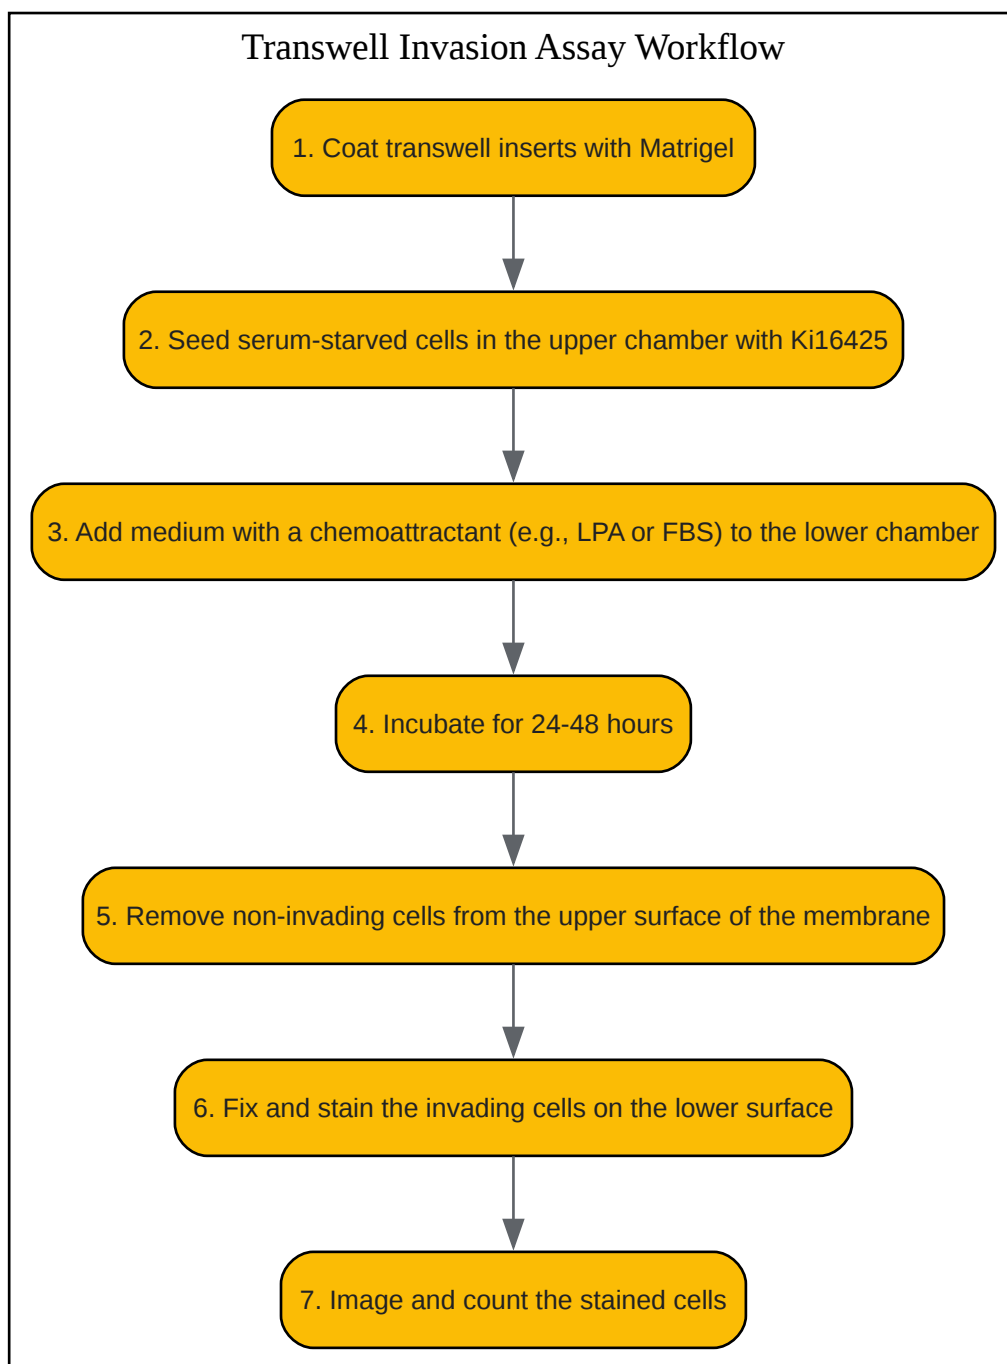 Transwell Invasion Assay Workflow
1. Coat transwell inserts with Matrigel
2. Seed serum-starved cells in the upper chamber with Ki16425
3. Add medium with a chemoattractant (e.g., LPA or FBS) to the lower chamber
4. Incubate for 24-48 hours
5. Remove non-invading cells from the upper surface of the membrane
6. Fix and stain the invading cells on the lower surface
7. Image and count the stained cells